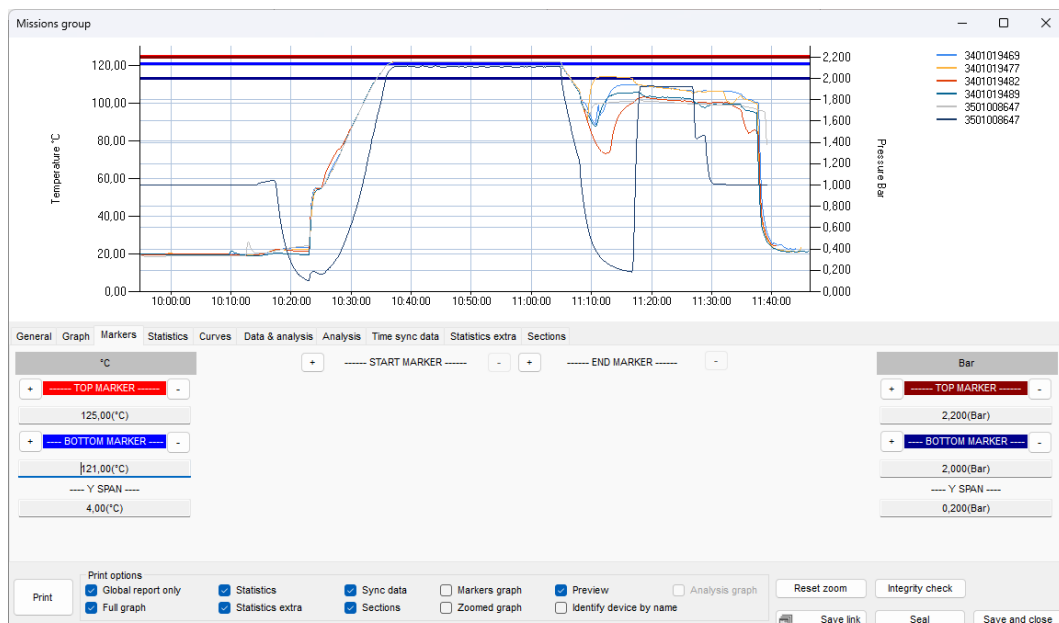 Missions group
Temperature °C
120,00
100,00
80,00
60,00
40,00
20,00
0,00
10:00:00 10:10:00 10:20:00 10:30:00 10:40:00 10:50:00 11:00:00 11:10:00 11:20:00 11:30:00 11:40:00
2,200
2,000
1,800
1,600
1,400
1,200
1,000
0,800
0,600
0,400
0,200
0,000
Pressure Bar
3401019469
3401019477
3401019482
3401019489
3501008647
3501008647
General Graph Markers Statistics Curves Data & analysis Analysis Time sync data Statistics extra Sections
°C
+ ------ TOP MARKER ------ -
125,00(°C)
+ ---- BOTTOM MARKER ---- -
121,00(°C)
---- Y SPAN ----
4,00(°C)
+ ------ START MARKER ------ - + ------ END MARKER ------ -
Bar
+ ------ TOP MARKER ------ -
2,200(Bar)
+ ---- BOTTOM MARKER ---- -
2,000(Bar)
---- Y SPAN ----
0,200(Bar)
Print
Print options
Global report only Statistics Sync data Markers graph Preview Analysis graph
Full graph Statistics extra Sections Zoomed graph Identify device by name
Reset zoom Integrity check
Save link Seal Save and close